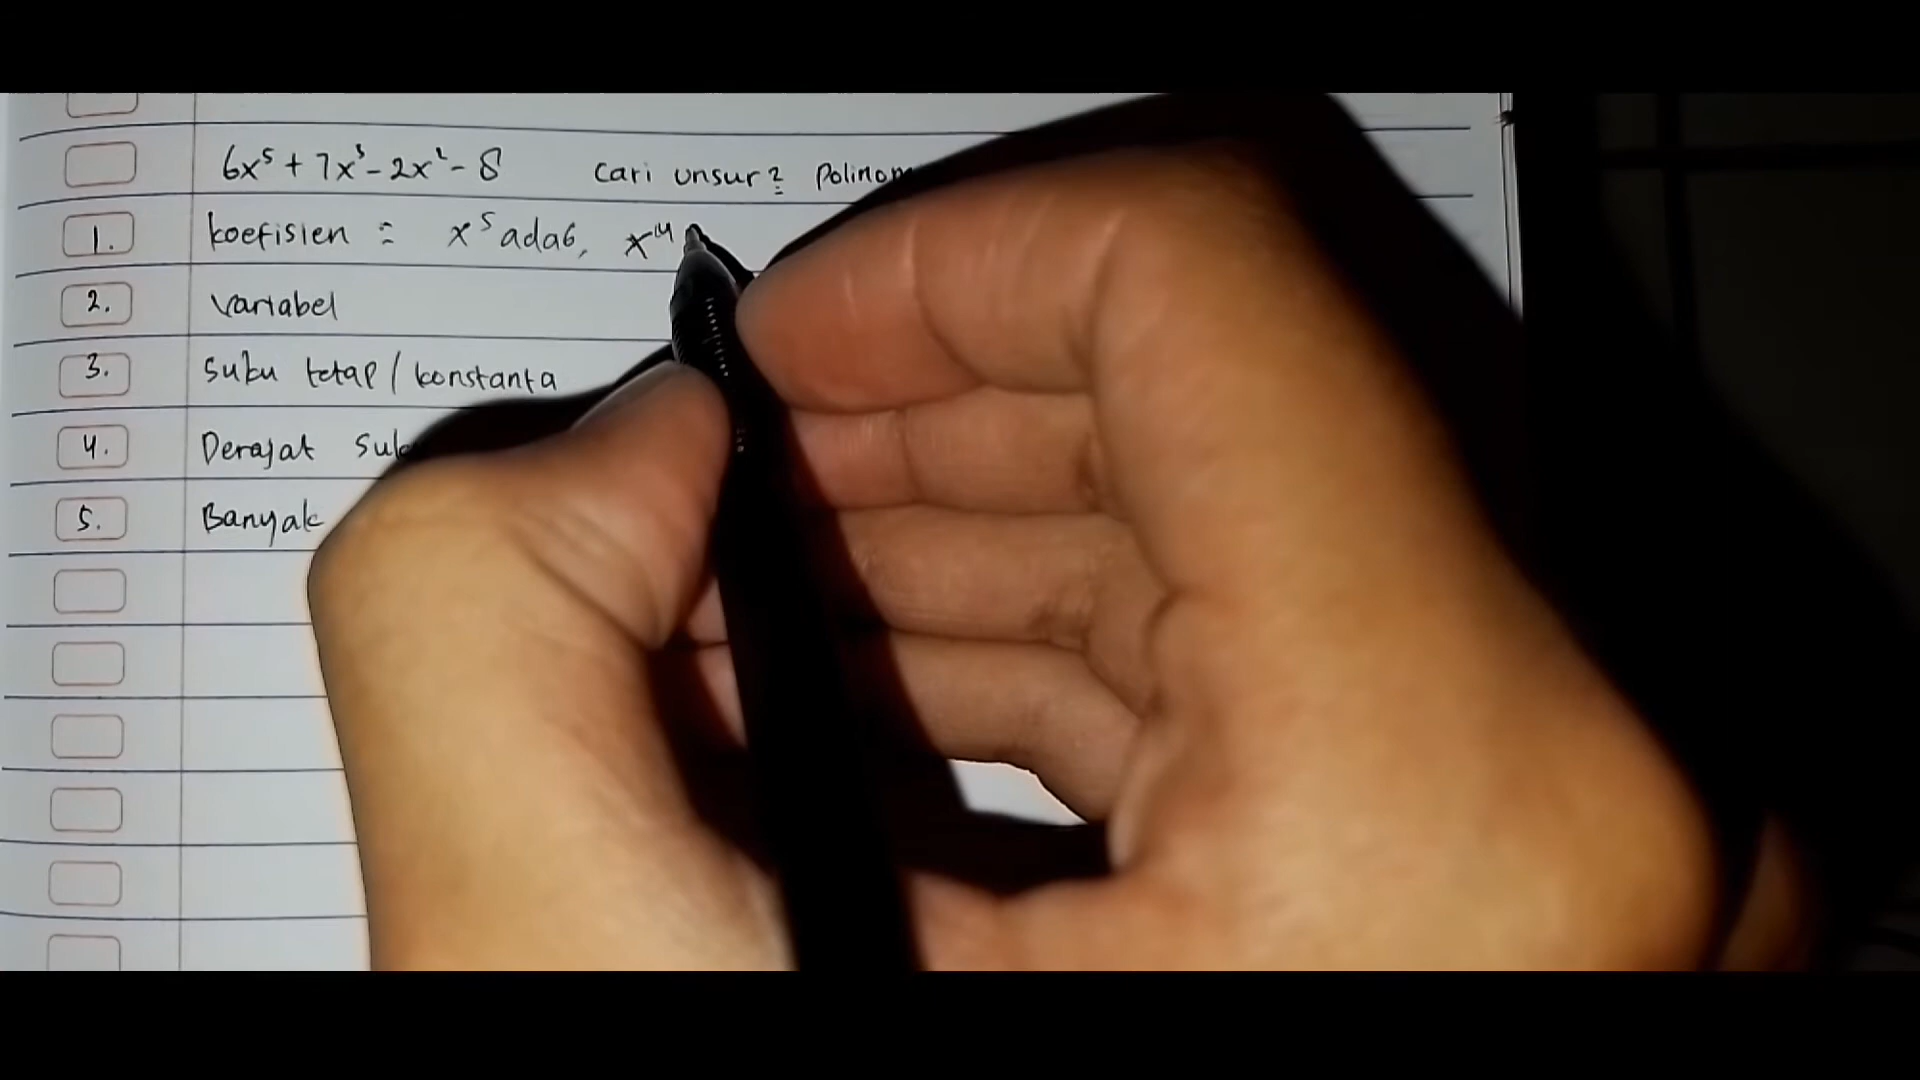 6x⁵ + 7x³ - 2x² - 8 Cari unsur2
1. koefisien = x⁵ ada 6, x⁴
2. Variabel
3. Suku tetap / konstanta
4. Derajat
5. Banyak